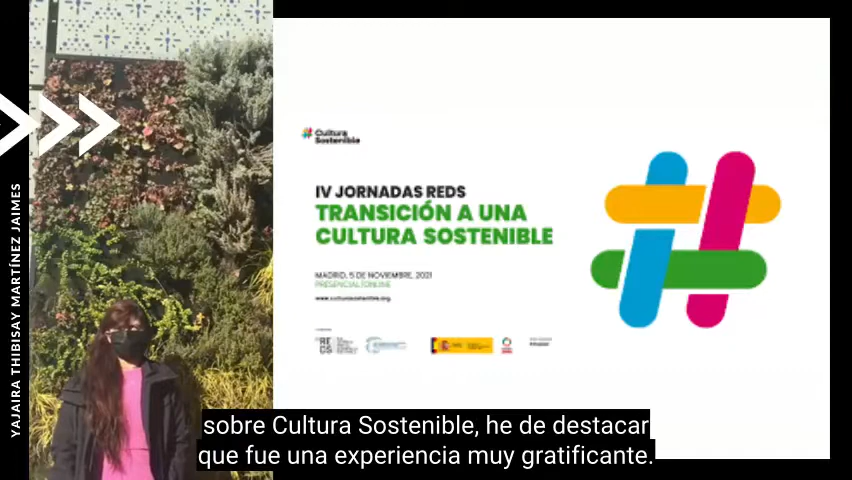 YAJAIRA THIBISAY MARTÍNEZ JAIMES
Cultura
Sostenible
IV JORNADAS REDS
TRANSICIÓN A UNA
CULTURA SOSTENIBLE
MADRID, 5 DE NOVIEMBRE, 2021
PRESENCIAL/ONLINE
www.culturasostenible.org
REDS
sobre Cultura Sostenible, he de destacar
que fue una experiencia muy gratificante.